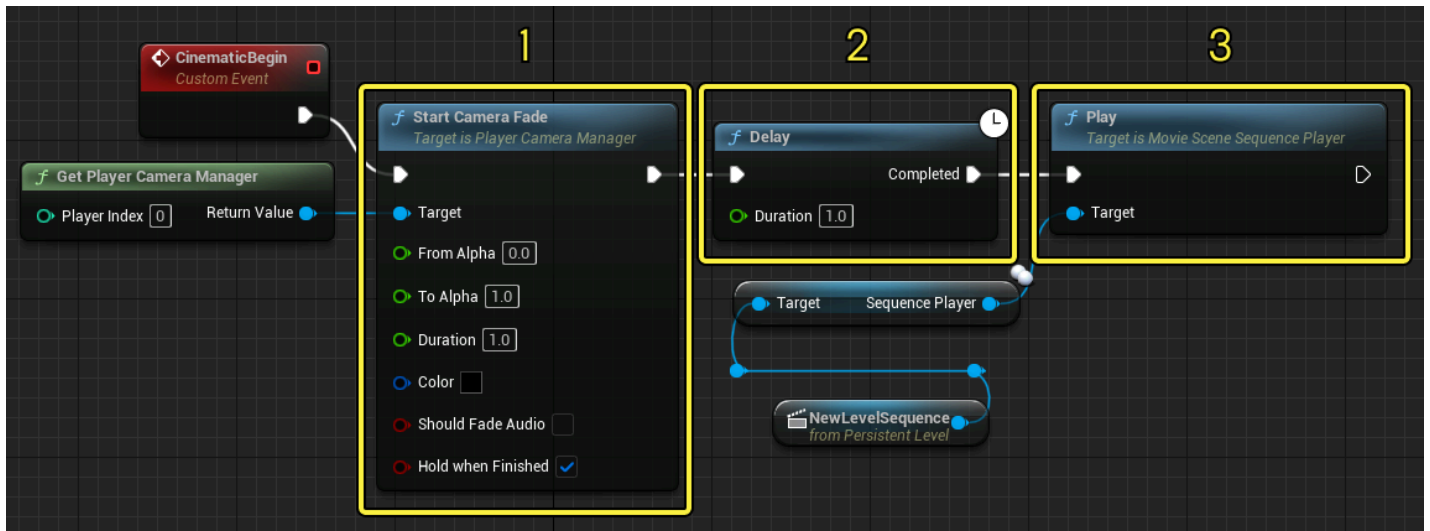 1
2
3
CinematicBegin
Custom Event
Get Player Camera Manager
Player Index 0 Return Value
Start Camera Fade
Target is Player Camera Manager
Target
From Alpha 0.0
To Alpha 1.0
Duration 1.0
Color
Should Fade Audio
Hold when Finished
Delay
Completed
Duration 1.0
Play
Target is Movie Scene Sequence Player
Target
Target Sequence Player
NewLevelSequence
from Persistent Level